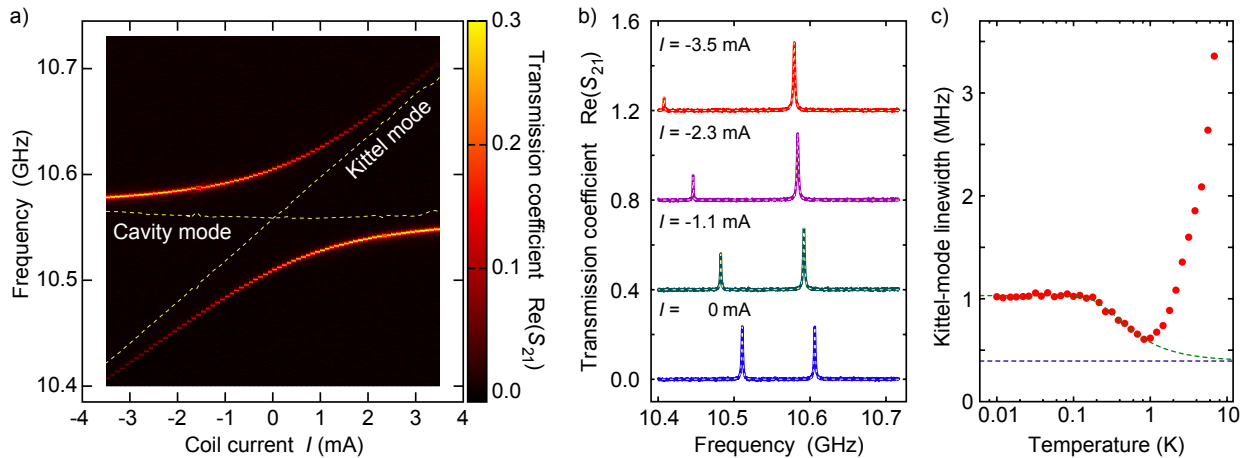 a)
Frequency (GHz)
10.7
10.6
10.5
10.4
Kittel mode
Cavity mode
-4 -3 -2 -1 0 1 2 3 4
Coil current I (mA)
0.3
0.2
0.1
0.0
Transmission coefficient Re(S21)
b)
Transmission coefficient Re(S21)
1.6
1.2
0.8
0.4
0.0
I = -3.5 mA
I = -2.3 mA
I = -1.1 mA
I = 0 mA
10.4 10.5 10.6 10.7
Frequency (GHz)
c)
Kittel-mode linewidth (MHz)
3
2
1
0
0.01 0.1 1 10
Temperature (K)